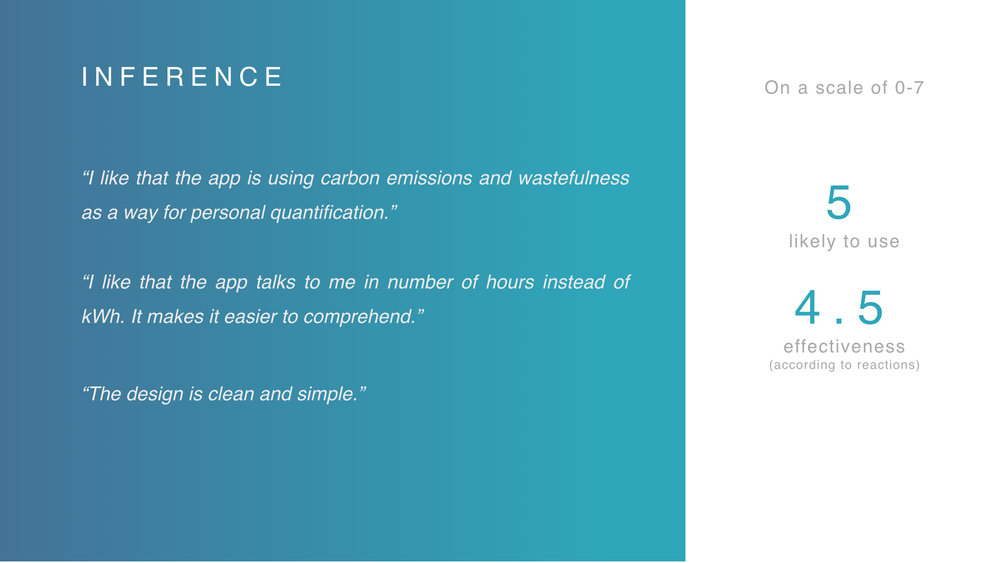 INFERENCE
“I like that the app is using carbon emissions and wastefulness
as a way for personal quantification.”
“I like that the app talks to me in number of hours instead of
kWh. It makes it easier to comprehend.”
“The design is clean and simple.”
On a scale of 0-7
5
likely to use
4.5
effectiveness
(according to reactions)